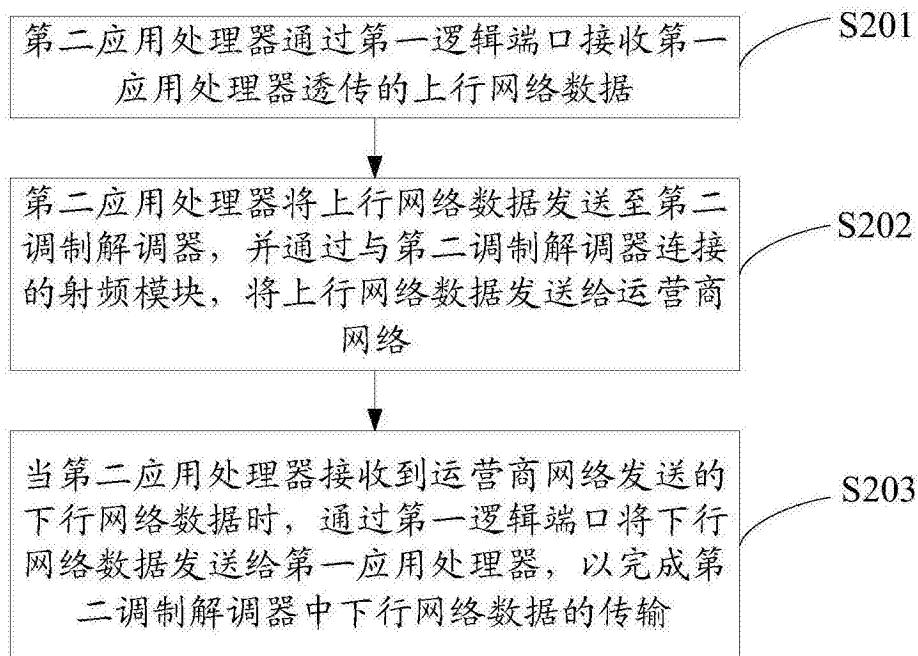 第二应用处理器通过第一逻辑端口接收第一
应用处理器透传的上行网络数据
S201
第二应用处理器将上行网络数据发送至第二
调制解调器，并通过与第二调制解调器连接
的射频模块，将上行网络数据发送给运营商
网络
S202
当第二应用处理器接收到运营商网络发送的
下行网络数据时，通过第一逻辑端口将下行
网络数据发送给第一应用处理器，以完成第
二调制解调器中下行网络数据的传输
S203